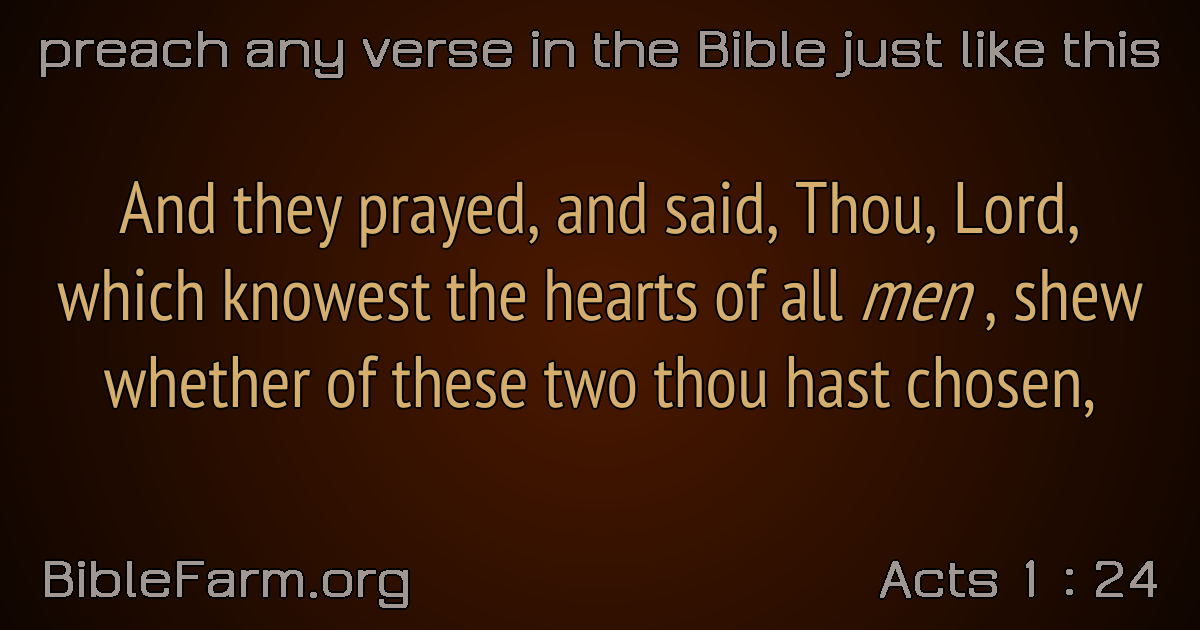 preach any verse in the Bible just like this
And they prayed, and said, Thou, Lord,
which knowest the hearts of all men , shew
whether of these two thou hast chosen,
BibleFarm.org
Acts 1 : 24